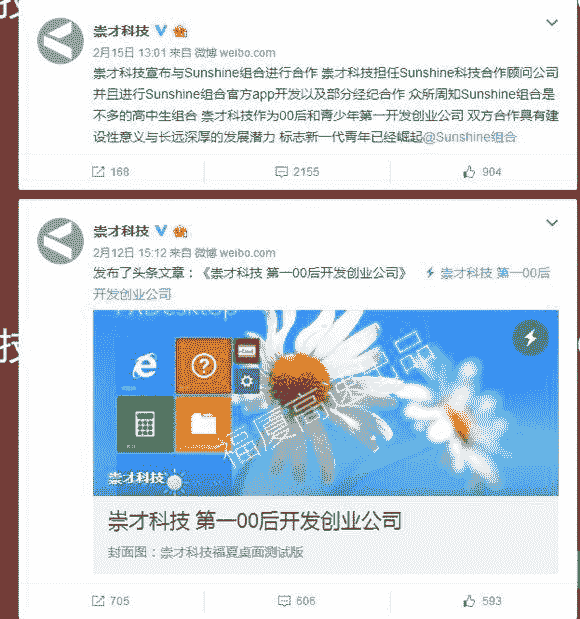 崇才科技
2月15日 13:01 来自 微博 weibo.com
崇才科技宣布与Sunshine组合进行合作 崇才科技担任Sunshine科技合作顾问公司
并且进行Sunshine组合官方app开发以及部分经纪合作 众所周知Sunshine组合是
不多的高中生组合 崇才科技作为00后和青少年第一开发创业公司 双方合作具有建
设性意义与长远深厚的发展潜力 标志新一代青年已经崛起@Sunshine组合
168 2155 904
崇才科技
2月12日 15:12 来自 微博 weibo.com
发布了头条文章：《崇才科技 第一00后开发创业公司》 崇才科技 第一00后
开发创业公司
福夏高速出品
崇才科技
崇才科技 第一00后开发创业公司
封面图：崇才科技福夏桌面测试版
705 606 593